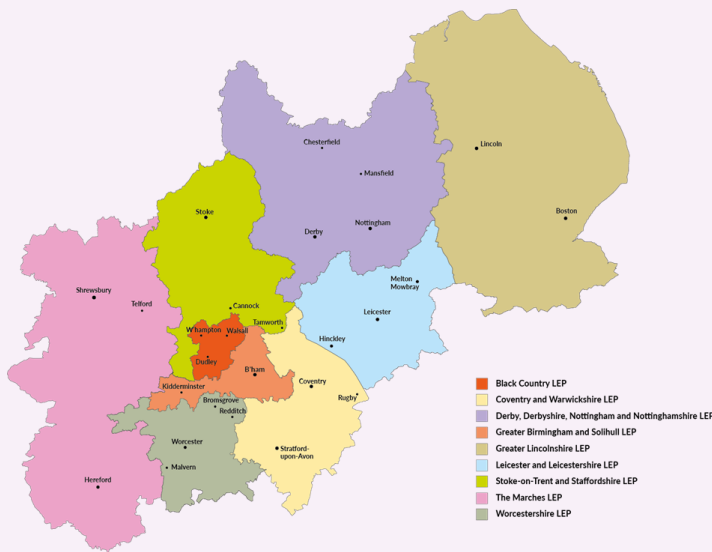 Chesterfield
Lincoln
Mansfield
Stoke
Boston
Nottingham
Derby
Melton
Mowbray
Shrewsbury
Telford
Cannock
Leicester
Tamworth
W'hampton
Walsall
Hinckley
Dudley
B'ham
Coventry
Kidderminster
Rugby
Bromsgrove
Redditch
Worcester
Stratford-
upon-Avon
Malvern
Hereford
Black Country LEP
Coventry and Warwickshire LEP
Derby, Derbyshire, Nottingham and Nottinghamshire LEP
Greater Birmingham and Solihull LEP
Greater Lincolnshire LEP
Leicester and Leicestershire LEP
Stoke-on-Trent and Staffordshire LEP
The Marches LEP
Worcestershire LEP